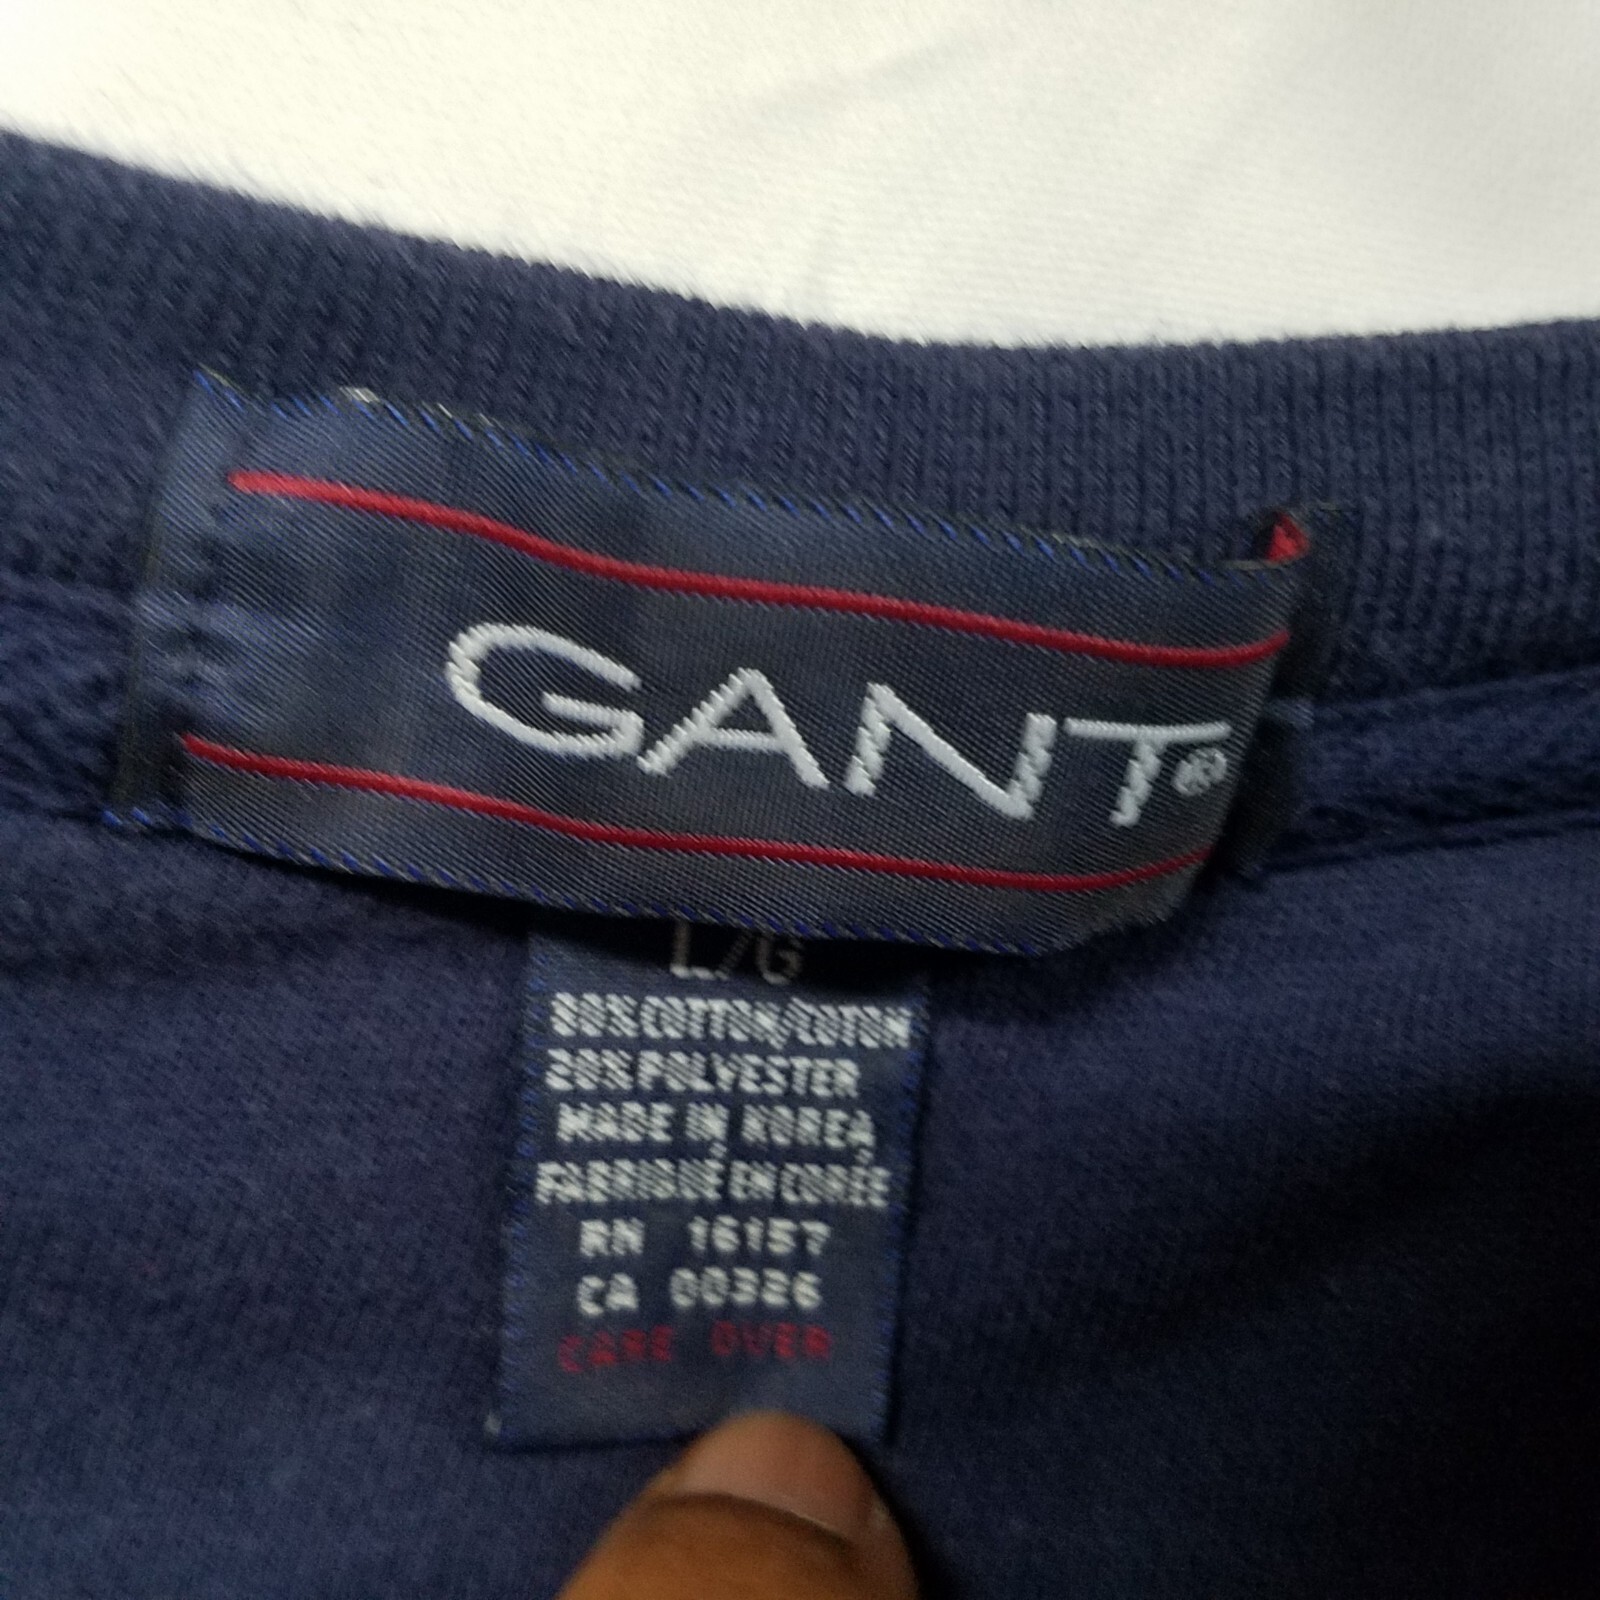 GANT®
L/G
80% COTTON/COTON
20% POLYESTER
MADE IN KOREA,
FABRIQUÉ EN CORÉE
RN 16157
CA 00326
CARE OVER